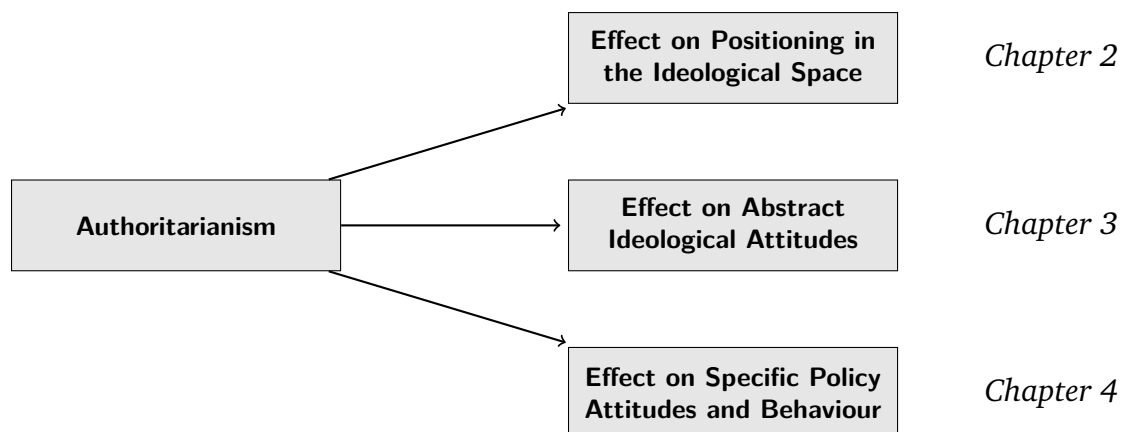 Effect on Positioning in
the Ideological Space
Chapter 2
Authoritarianism
Effect on Abstract
Ideological Attitudes
Chapter 3
Effect on Specific Policy
Attitudes and Behaviour
Chapter 4